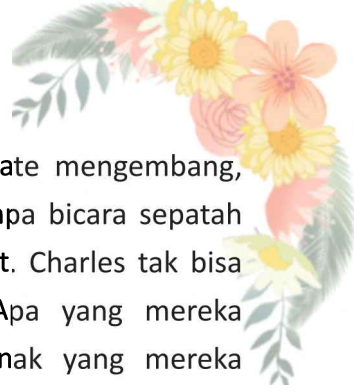 ate mengembang,
pa bicara sepatah
t. Charles tak bisa
Apa yang mereka
nak yang mereka